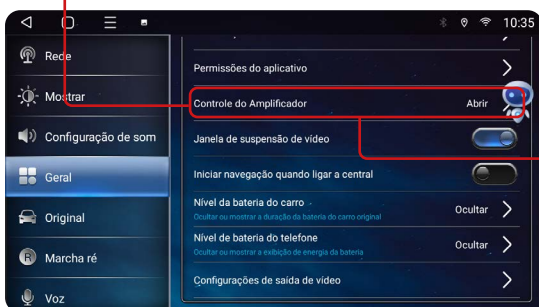 10:35
Rede
Mostrar
Configuração de som
Geral
Original
Marcha ré
Voz
Permissões do aplicativo
Controle do Amplificador Abrir
Janela de suspensão de vídeo
Iniciar navegação quando ligar a central
Nível da bateria do carro
Ocultar ou mostrar a duração da bateria do carro original
Ocultar
Nível de bateria do telefone
Ocultar ou mostrar a exibição de energia da bateria
Ocultar
Configurações de saída de vídeo